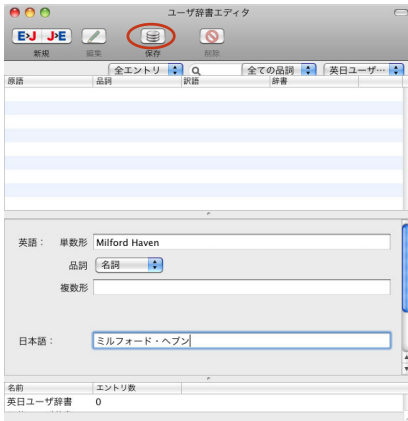 ユーザ辞書エディタ
E›J J›E
新規 編集 保存 削除
全エントリ 全ての品詞 英日ユーザ…
原語 品詞 訳語 辞書
英語： 単数形 Milford Haven
品詞 名詞
複数形
日本語： ミルフォード・ヘブン
名前 エントリ数
英日ユーザ辞書 0